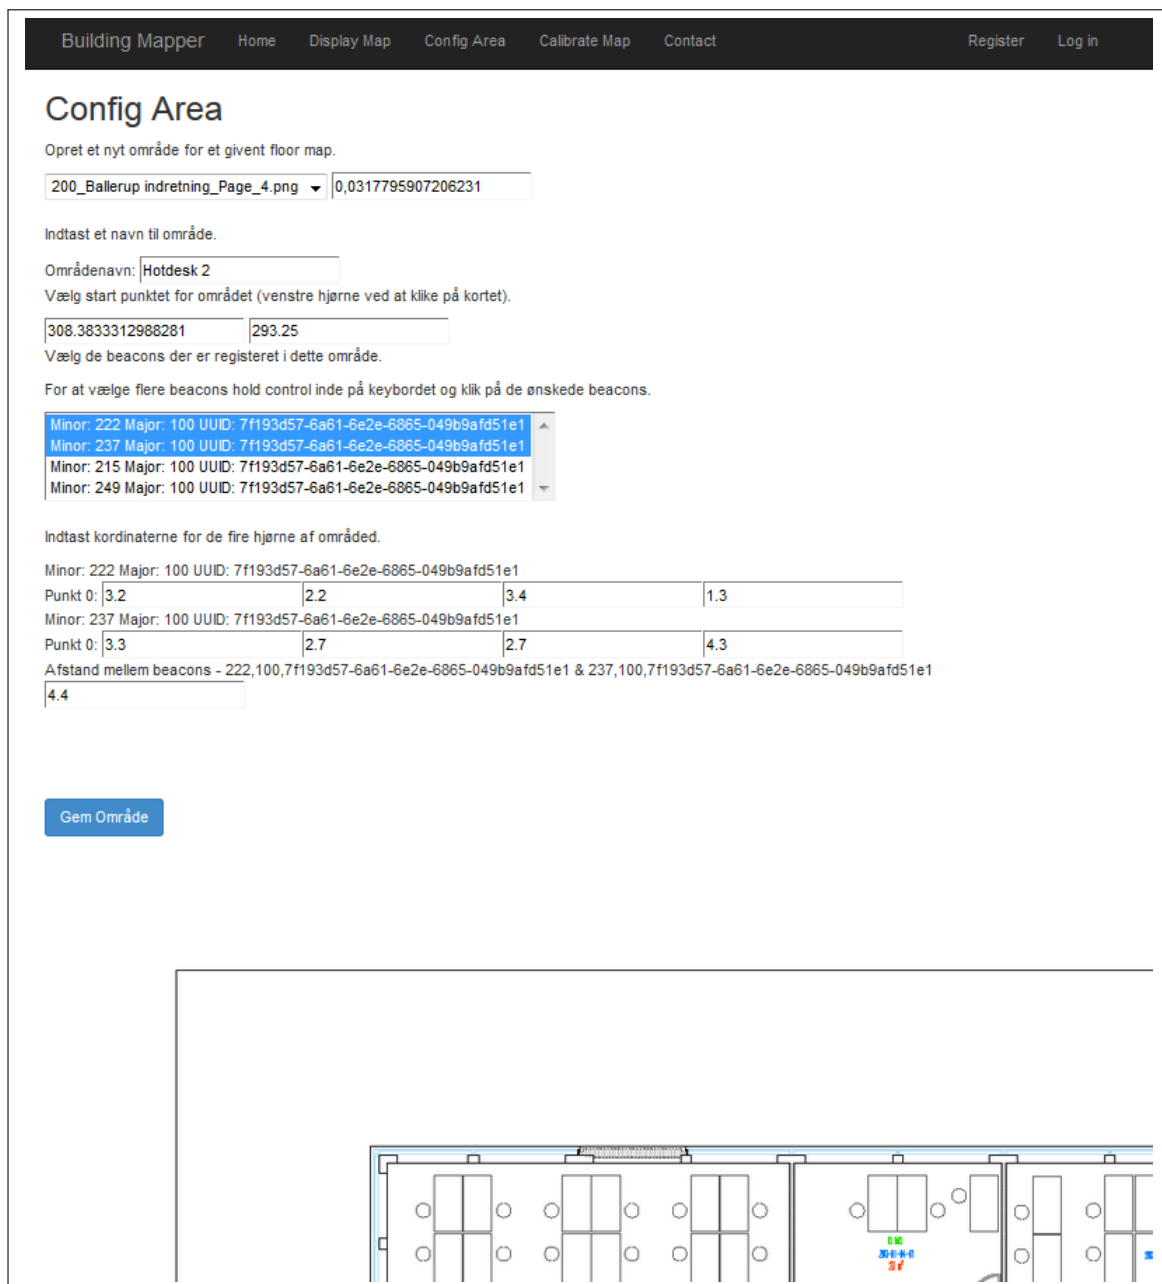 Building Mapper Home Display Map Config Area Calibrate Map Contact Register Log in
Config Area
Opret et nyt område for et givent floor map.
200_Ballerup indretning_Page_4.png 0,0317795907206231
Indtast et navn til område.
Områdenavn: Hotdesk 2
Vælg start punktet for området (venstre hjørne ved at klike på kortet).
308.3833312988281 293.25
Vælg de beacons der er registeret i dette område.
For at vælge flere beacons hold control inde på keybordet og klik på de ønskede beacons.
Minor: 222 Major: 100 UUID: 7f193d57-6a61-6e2e-6865-049b9afd51e1
Minor: 237 Major: 100 UUID: 7f193d57-6a61-6e2e-6865-049b9afd51e1
Minor: 215 Major: 100 UUID: 7f193d57-6a61-6e2e-6865-049b9afd51e1
Minor: 249 Major: 100 UUID: 7f193d57-6a61-6e2e-6865-049b9afd51e1
Indtast kordinaterne for de fire hjørne af områded.
Minor: 222 Major: 100 UUID: 7f193d57-6a61-6e2e-6865-049b9afd51e1
Punkt 0: 3.2 2.2 3.4 1.3
Minor: 237 Major: 100 UUID: 7f193d57-6a61-6e2e-6865-049b9afd51e1
Punkt 0: 3.3 2.7 2.7 4.3
Afstand mellem beacons - 222,100,7f193d57-6a61-6e2e-6865-049b9afd51e1 & 237,100,7f193d57-6a61-6e2e-6865-049b9afd51e1
4.4
Gem Område